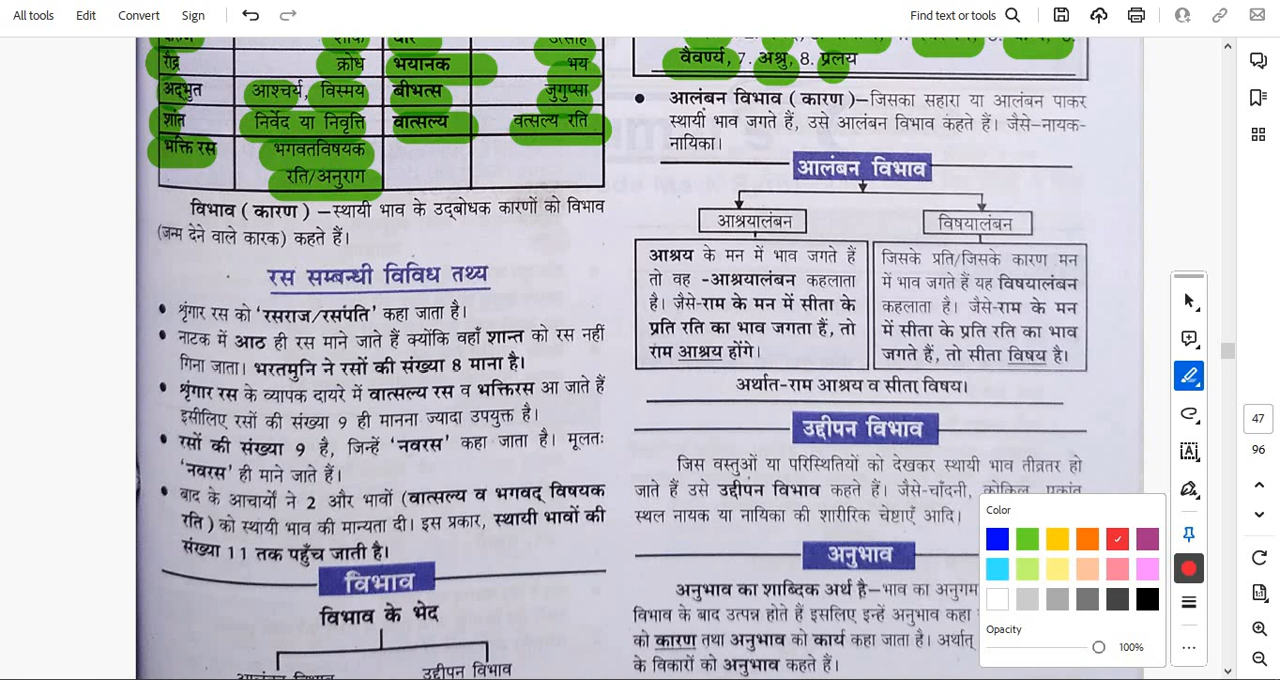 All tools Edit Convert Sign Find text or tools
रौद्र क्रोध भयानक भय
अद्भुत आश्चर्य, विस्मय बीभत्स जुगुप्सा
शांत निर्वेद या निवृत्ति वात्सल्य वत्सल्य रति
भक्ति रस भगवतविषयक
रति/अनुराग
विभाव ( कारण ) –स्थायी भाव के उद्बोधक कारणों को विभाव
(जन्म देने वाले कारक) कहते हैं।
रस सम्बन्धी विविध तथ्य
• शृंगार रस को 'रसराज/रसपति' कहा जाता है।
• नाटक में आठ ही रस माने जाते हैं क्योंकि वहाँ शान्त को रस नहीं
गिना जाता। भरतमुनि ने रसों की संख्या 8 माना है।
• शृंगार रस के व्यापक दायरे में वात्सल्य रस व भक्तिरस आ जाते हैं
इसीलिए रसों की संख्या 9 ही मानना ज्यादा उपयुक्त है।
• रसों की संख्या 9 है, जिन्हें 'नवरस' कहा जाता है। मूलतः
'नवरस' ही माने जाते हैं।
• बाद के आचार्यों ने 2 और भावों (वात्सल्य व भगवद् विषयक
रति) को स्थायी भाव की मान्यता दी। इस प्रकार, स्थायी भावों की
संख्या 11 तक पहुँच जाती है।
विभाव
विभाव के भेद
आलंबन विभाव उद्दीपन विभाव
वैवर्ण्य, 7. अश्रु, 8. प्रलय
• आलंबन विभाव ( कारण )–जिसका सहारा या आलंबन पाकर
स्थायी भाव जगते हैं, उसे आलंबन विभाव कहते हैं। जैसे-नायक-
नायिका।
आलंबन विभाव
आश्रयालंबन विषयालंबन
आश्रय के मन में भाव जगते हैं
तो वह -आश्रयालंबन कहलाता
है। जैसे-राम के मन में सीता के
प्रति रति का भाव जगता हैं, तो
राम आश्रय होंगे।
जिसके प्रति/जिसके कारण मन
में भाव जगते हैं यह विषयालंबन
कहलाता है। जैसे-राम के मन
में सीता के प्रति रति का भाव
जगते हैं, तो सीता विषय है।
अर्थात-राम आश्रय व सीता विषय।
उद्दीपन विभाव
जिस वस्तुओं या परिस्थितियों को देखकर स्थायी भाव तीव्रतर हो
जाते हैं उसे उद्दीपन विभाव कहते हैं। जैसे-चाँदनी, कोकिल, एकांत
स्थल नायक या नायिका की शारीरिक चेष्टाएँ आदि।
अनुभाव
अनुभाव का शाब्दिक अर्थ है–भाव का अनुगम
विभाव के बाद उत्पन्न होते हैं इसलिए इन्हें अनुभाव कहा
को कारण तथा अनुभाव को कार्य कहा जाता है। अर्थात्
के विकारों को अनुभाव कहते हैं।
Color
Opacity
100%
47
96